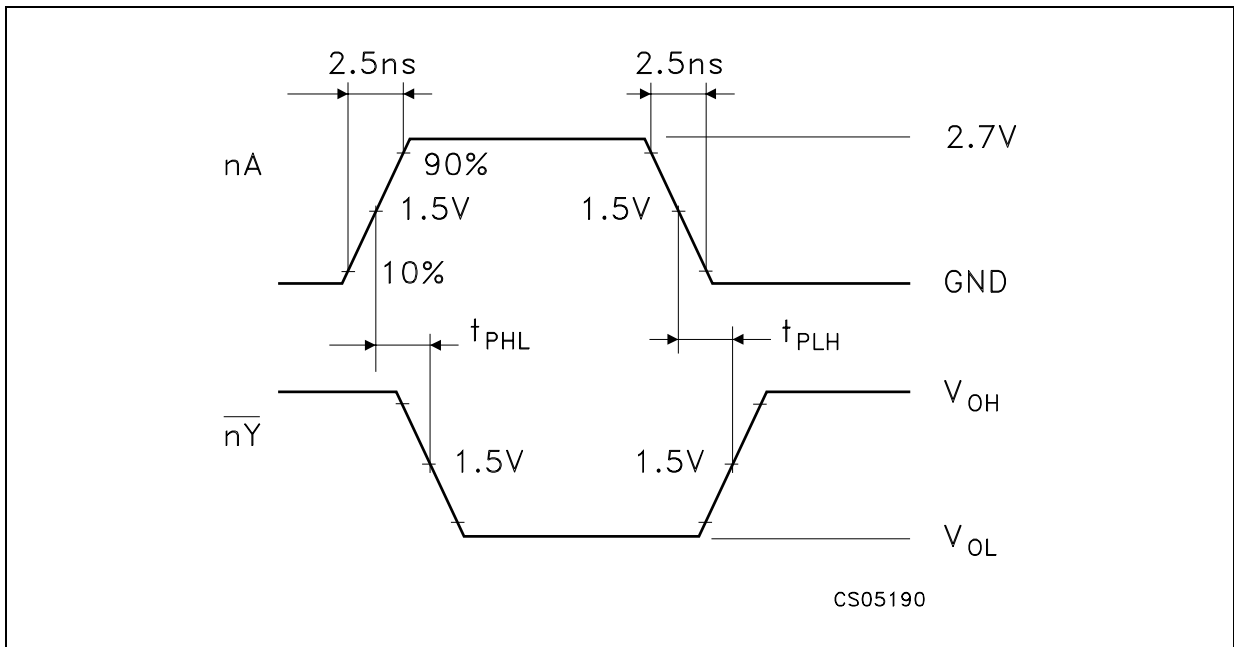 2.5ns 2.5ns
2.7V
nA
90%
1.5V 1.5V
10%
GND
tPHL tPLH
VOH
nY
1.5V 1.5V
VOL
CS05190